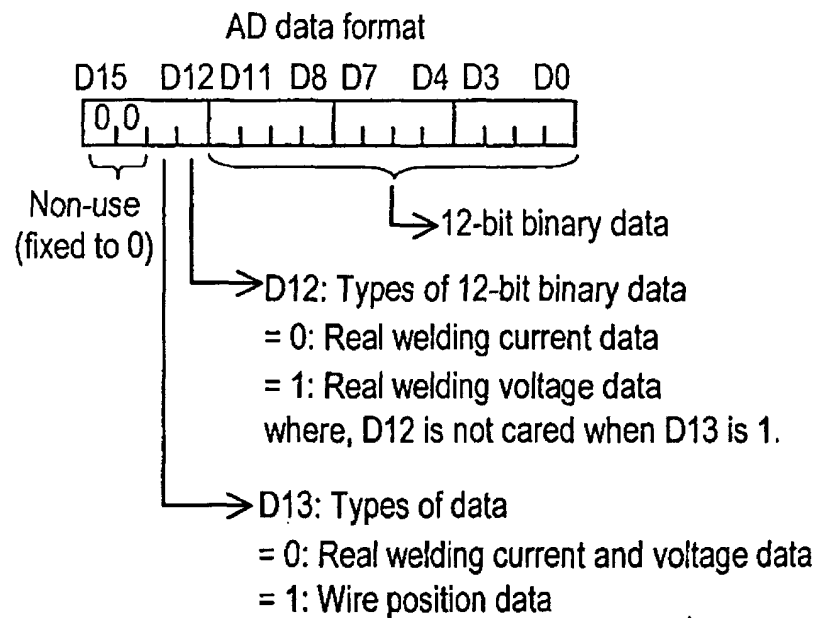 AD data format
D15 D12 D11 D8 D7 D4 D3 D0
0 0
Non-use
(fixed to 0)
12-bit binary data
D12: Types of 12-bit binary data
= 0: Real welding current data
= 1: Real welding voltage data
where, D12 is not cared when D13 is 1.
D13: Types of data
= 0: Real welding current and voltage data
= 1: Wire position data